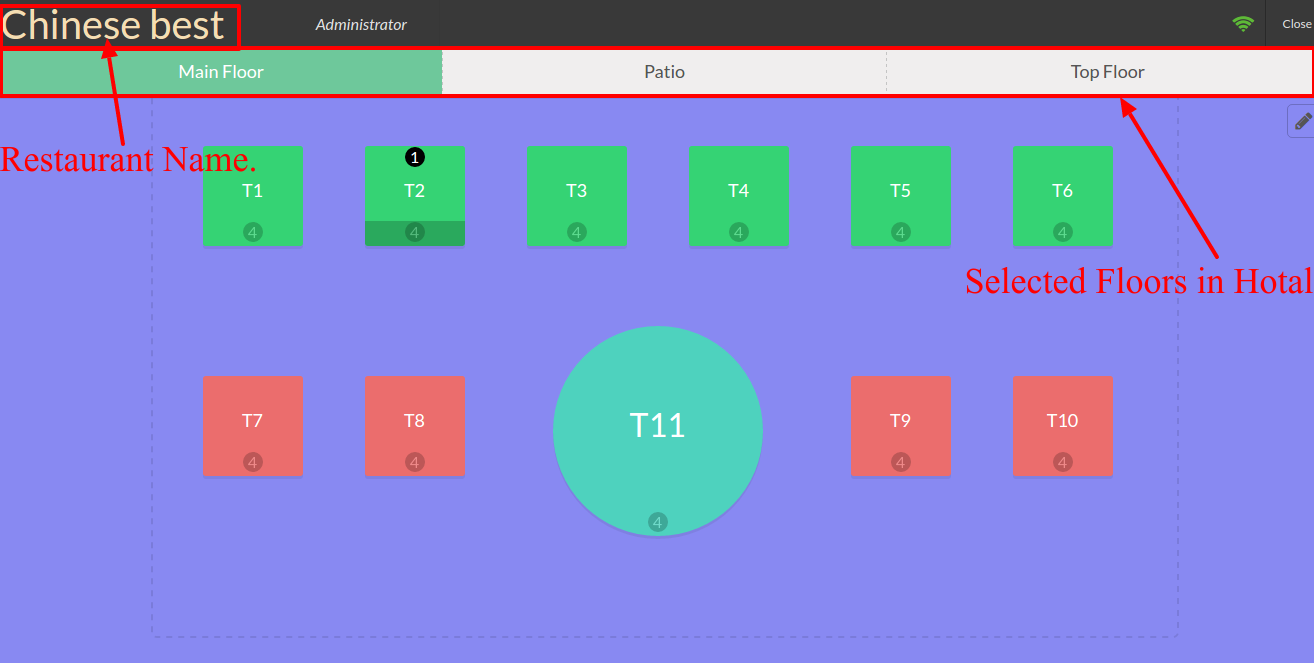 Chinese best
Administrator
Close
Main Floor
Patio
Top Floor
Restaurant Name.
1
T1
T2
T3
T4
T5
T6
4
4
4
4
4
4
Selected Floors in Hotal
T7
T8
T11
T9
T10
4
4
4
4
4